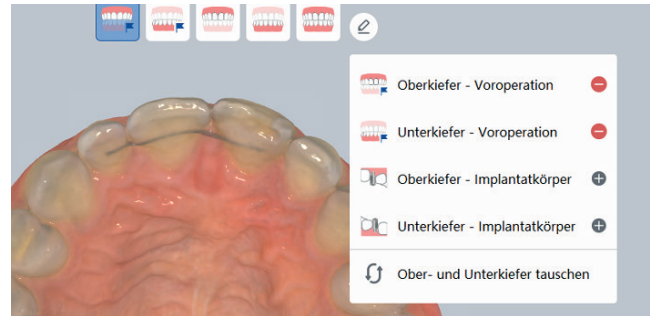 Oberkiefer - Voroperation
Unterkiefer - Voroperation
Oberkiefer - Implantatkörper
Unterkiefer - Implantatkörper
Ober- und Unterkiefer tauschen